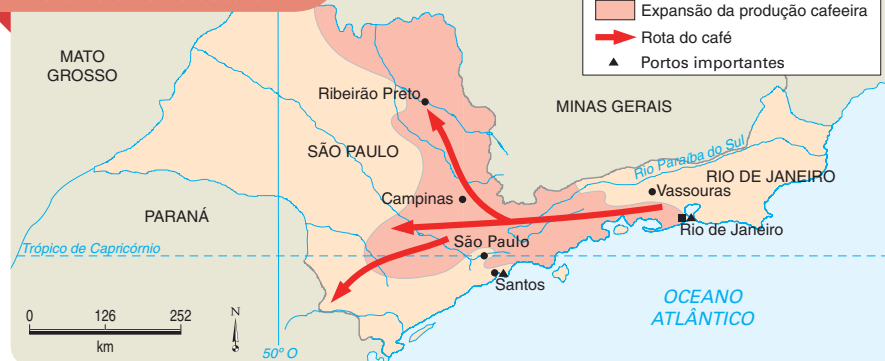 Expansão da produção cafeeira
Rota do café
Portos importantes
MATO
GROSSO
Ribeirão Preto
MINAS GERAIS
SÃO PAULO
Rio Paraíba do Sul
RIO DE JANEIRO
Vassouras
Campinas
PARANÁ
Rio de Janeiro
São Paulo
Trópico de Capricórnio
Santos
OCEANO
ATLÂNTICO
0 126 252
km
N
50º O